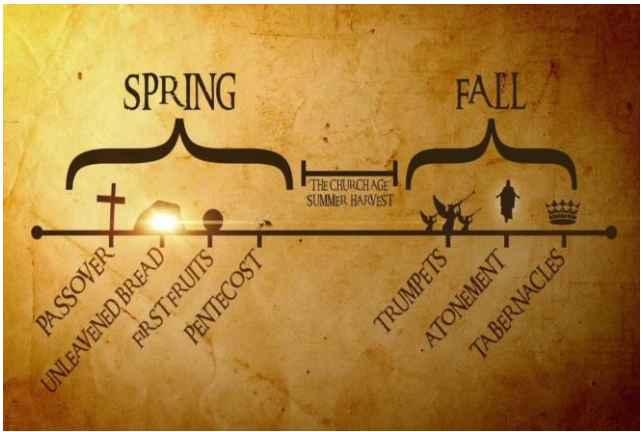 SPRING
FALL
THE CHURCH AGE
SUMMER HARVEST
PASSOVER
UNLEAVENED BREAD
FIRST FRUITS
PENTECOST
TRUMPETS
ATONEMENT
TABERNACLES